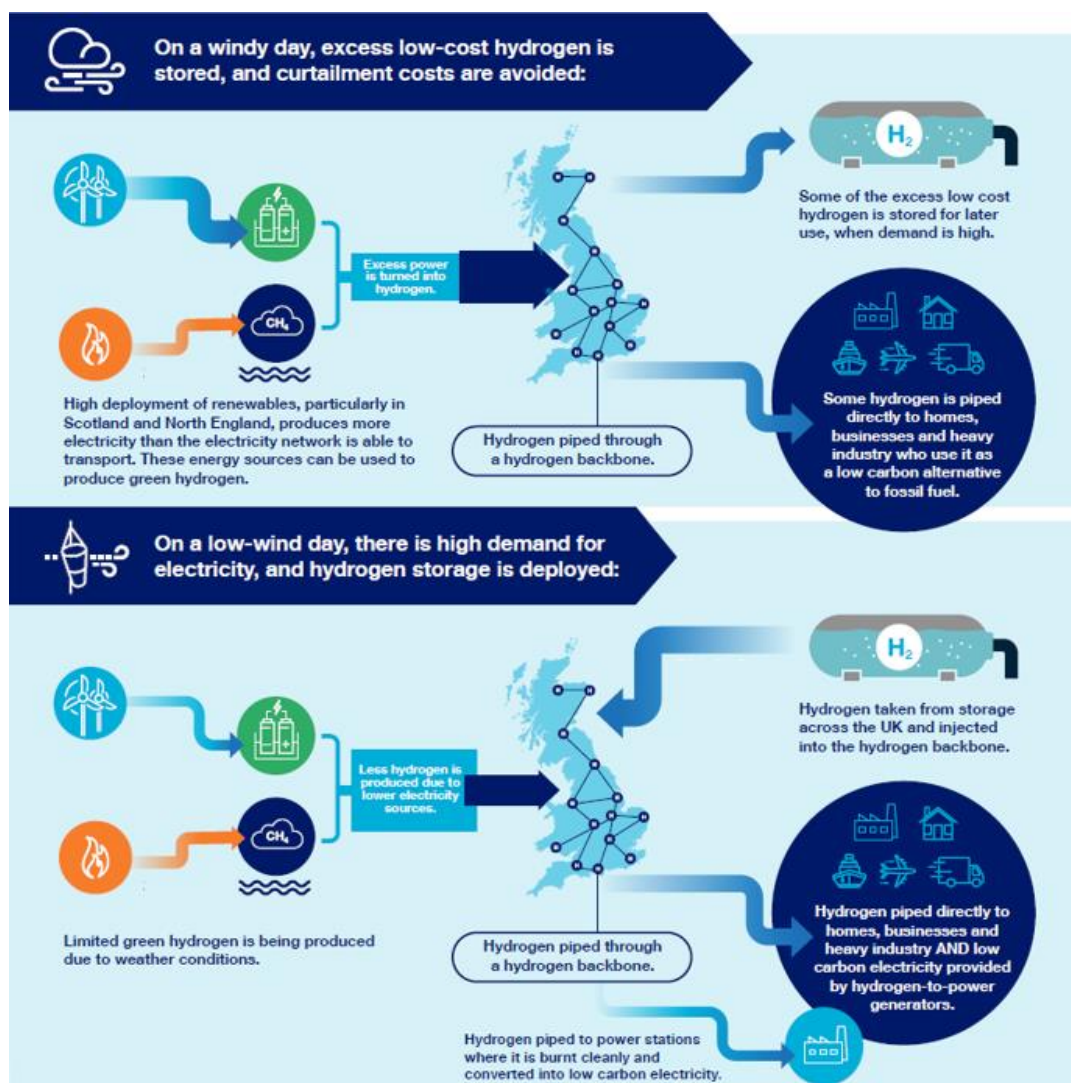 On a windy day, excess low-cost hydrogen is
stored, and curtailment costs are avoided:
H₂
Some of the excess low cost
hydrogen is stored for later
use, when demand is high.
Excess power
is turned into
hydrogen.
CH₄
High deployment of renewables, particularly in
Scotland and North England, produces more
electricity than the electricity network is able to
transport. These energy sources can be used to
produce green hydrogen.
Hydrogen piped through
a hydrogen backbone.
Some hydrogen is piped
directly to homes,
businesses and heavy
industry who use it as
a low carbon alternative
to fossil fuel.
On a low-wind day, there is high demand for
electricity, and hydrogen storage is deployed:
H₂
Hydrogen taken from storage
across the UK and injected
into the hydrogen backbone.
Less hydrogen is
produced due to
lower electricity
sources.
CH₄
Limited green hydrogen is being produced
due to weather conditions.
Hydrogen piped through
a hydrogen backbone.
Hydrogen piped directly to
homes, businesses and
heavy industry AND low
carbon electricity provided
by hydrogen-to-power
generators.
Hydrogen piped to power stations
where it is burnt cleanly and
converted into low carbon electricity.